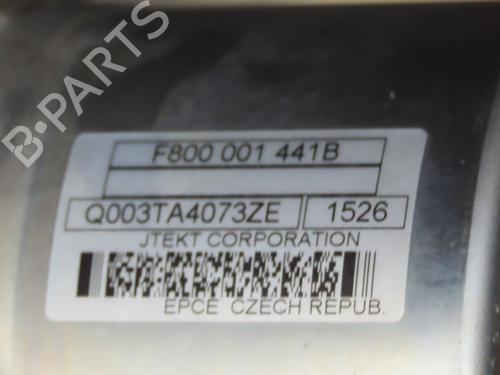 B-PARTS
F800 001 441B
Q003TA4073ZE 1526
JTEKT CORPORATION
EPCE CZECH REPUB.